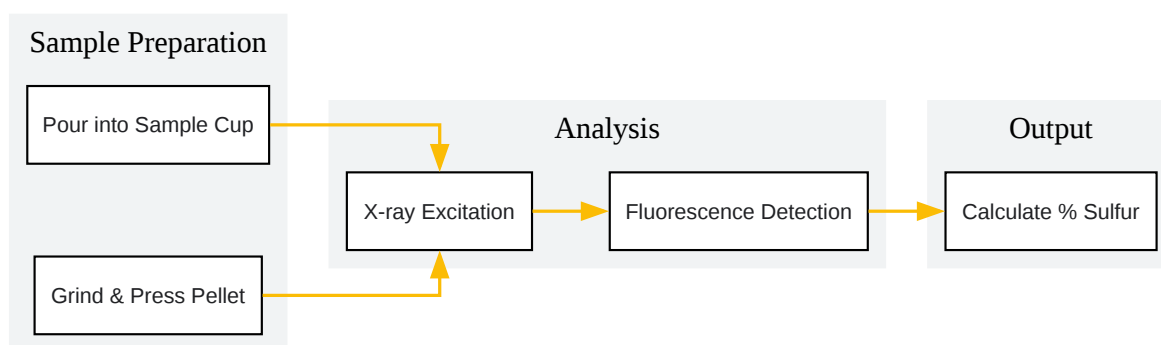 Sample Preparation
Pour into Sample Cup
Grind & Press Pellet
Analysis
X-ray Excitation
Fluorescence Detection
Output
Calculate % Sulfur